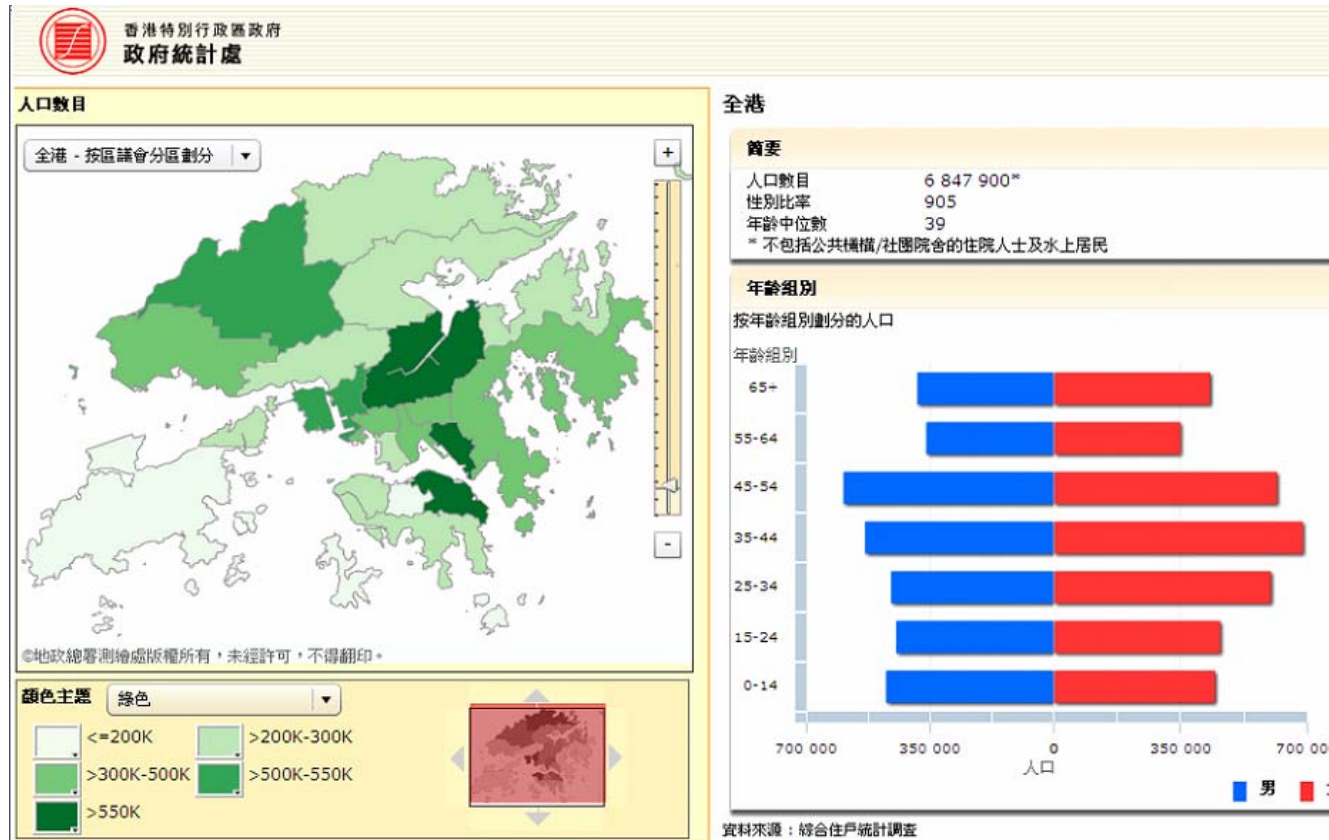 香港特別行政區政府
政府統計處
人口數目
全港 - 按區議會分區劃分
+
-
©地政總署測繪處版權所有，未經許可，不得翻印。
顏色主題
綠色
<=200K
>200K-300K
>300K-500K
>500K-550K
>550K
全港
簡要
人口數目 6 847 900*
性別比率 905
年齡中位數 39
* 不包括公共機構/社團院舍的住院人士及水上居民
年齡組別
按年齡組別劃分的人口
年齡組別
65+
55-64
45-54
35-44
25-34
15-24
0-14
700 000 350 000 0 350 000 700 00
人口
男
資料來源：綜合住戶統計調查